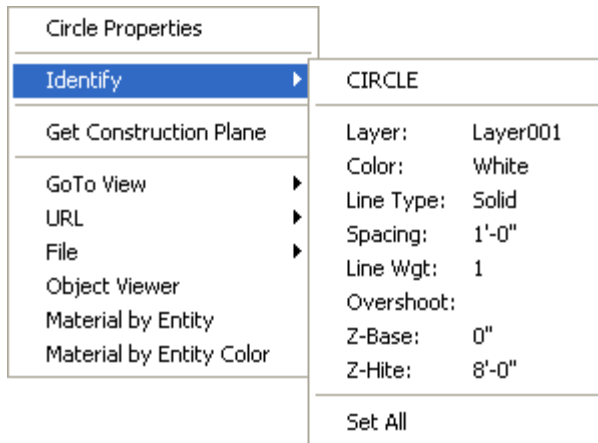 Circle Properties
Identify
Get Construction Plane
GoTo View
URL
File
Object Viewer
Material by Entity
Material by Entity Color
CIRCLE
Layer: Layer001
Color: White
Line Type: Solid
Spacing: 1'-0"
Line Wgt: 1
Overshoot:
Z-Base: 0"
Z-Hite: 8'-0"
Set All